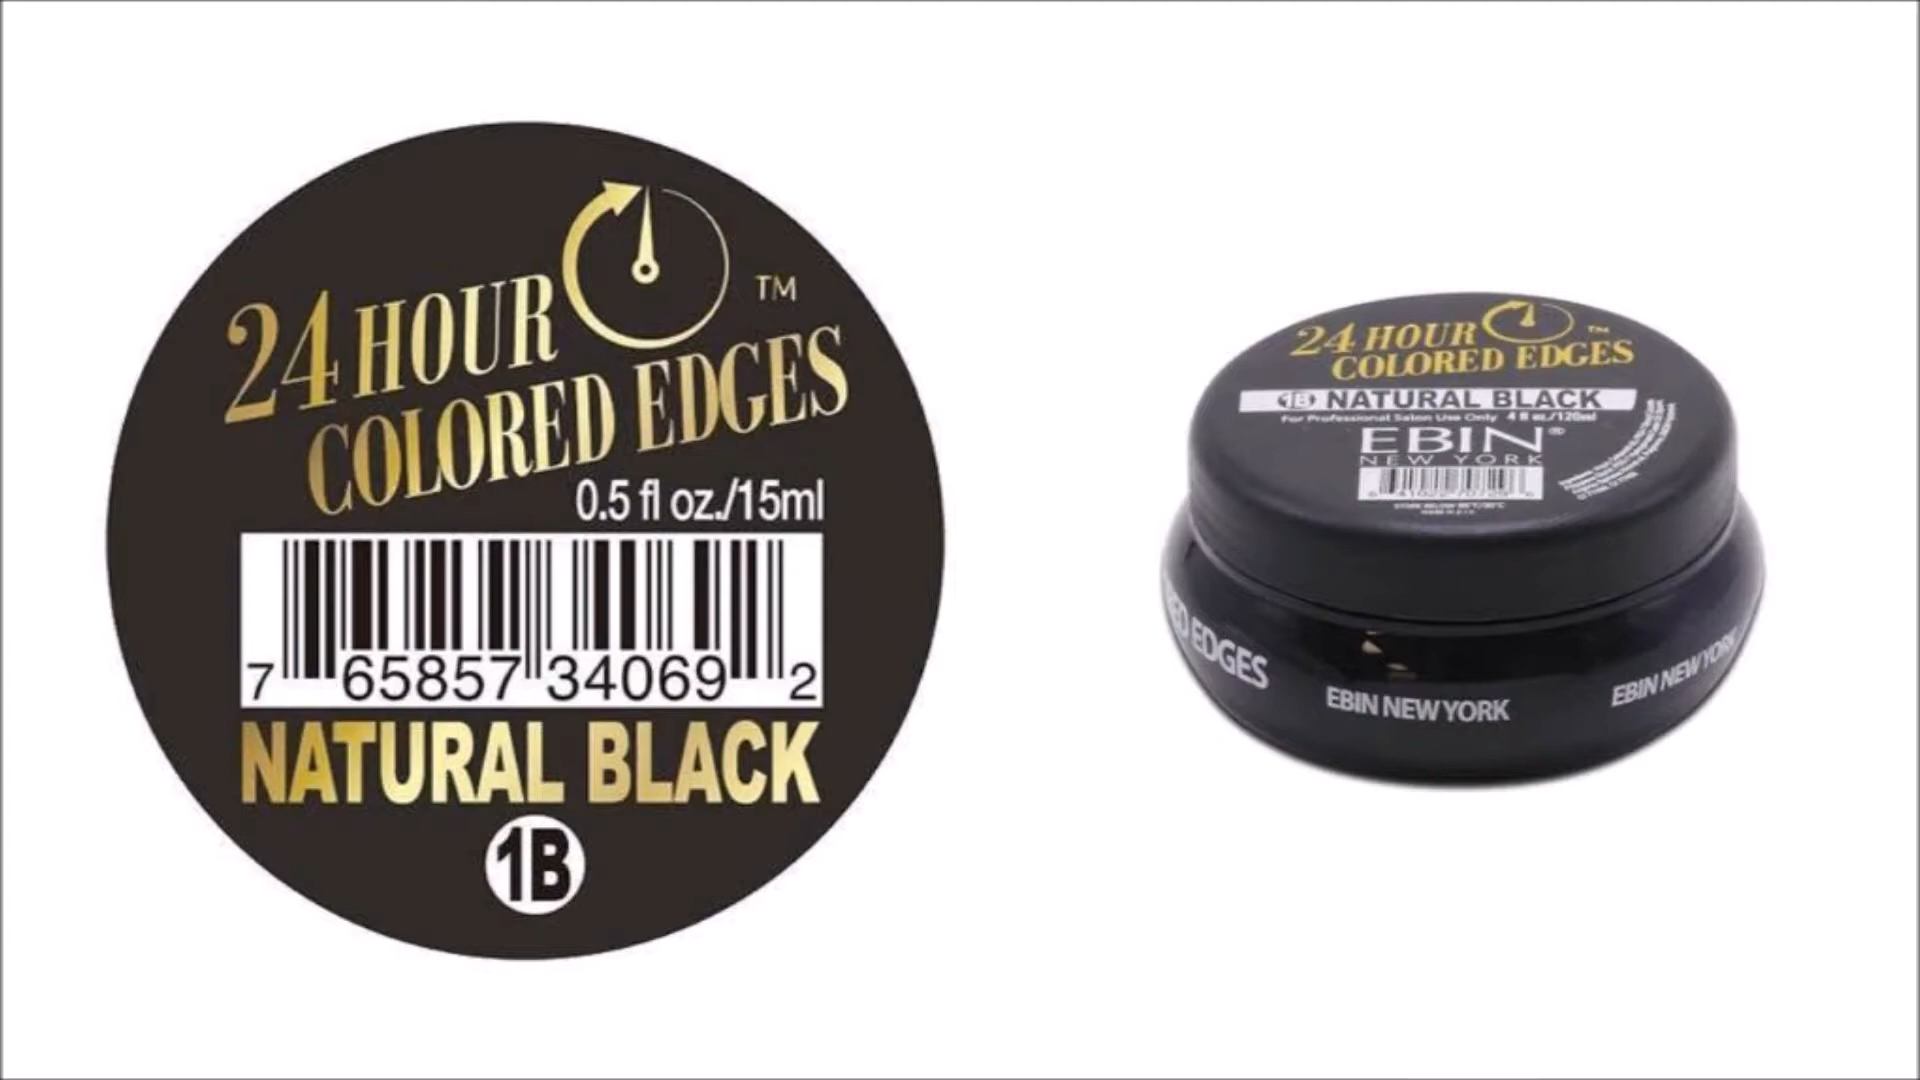 24 HOUR
TM
COLORED EDGES
0.5 fl oz./15ml
7 65857 34069 2
NATURAL BLACK
1B
24 HOUR
TM
COLORED EDGES
1B NATURAL BLACK
For Professional Salon Use Only 4 fl oz./120ml
EBIN®
NEW YORK
EDGES
EBIN NEW YORK
EBIN NEW YORK